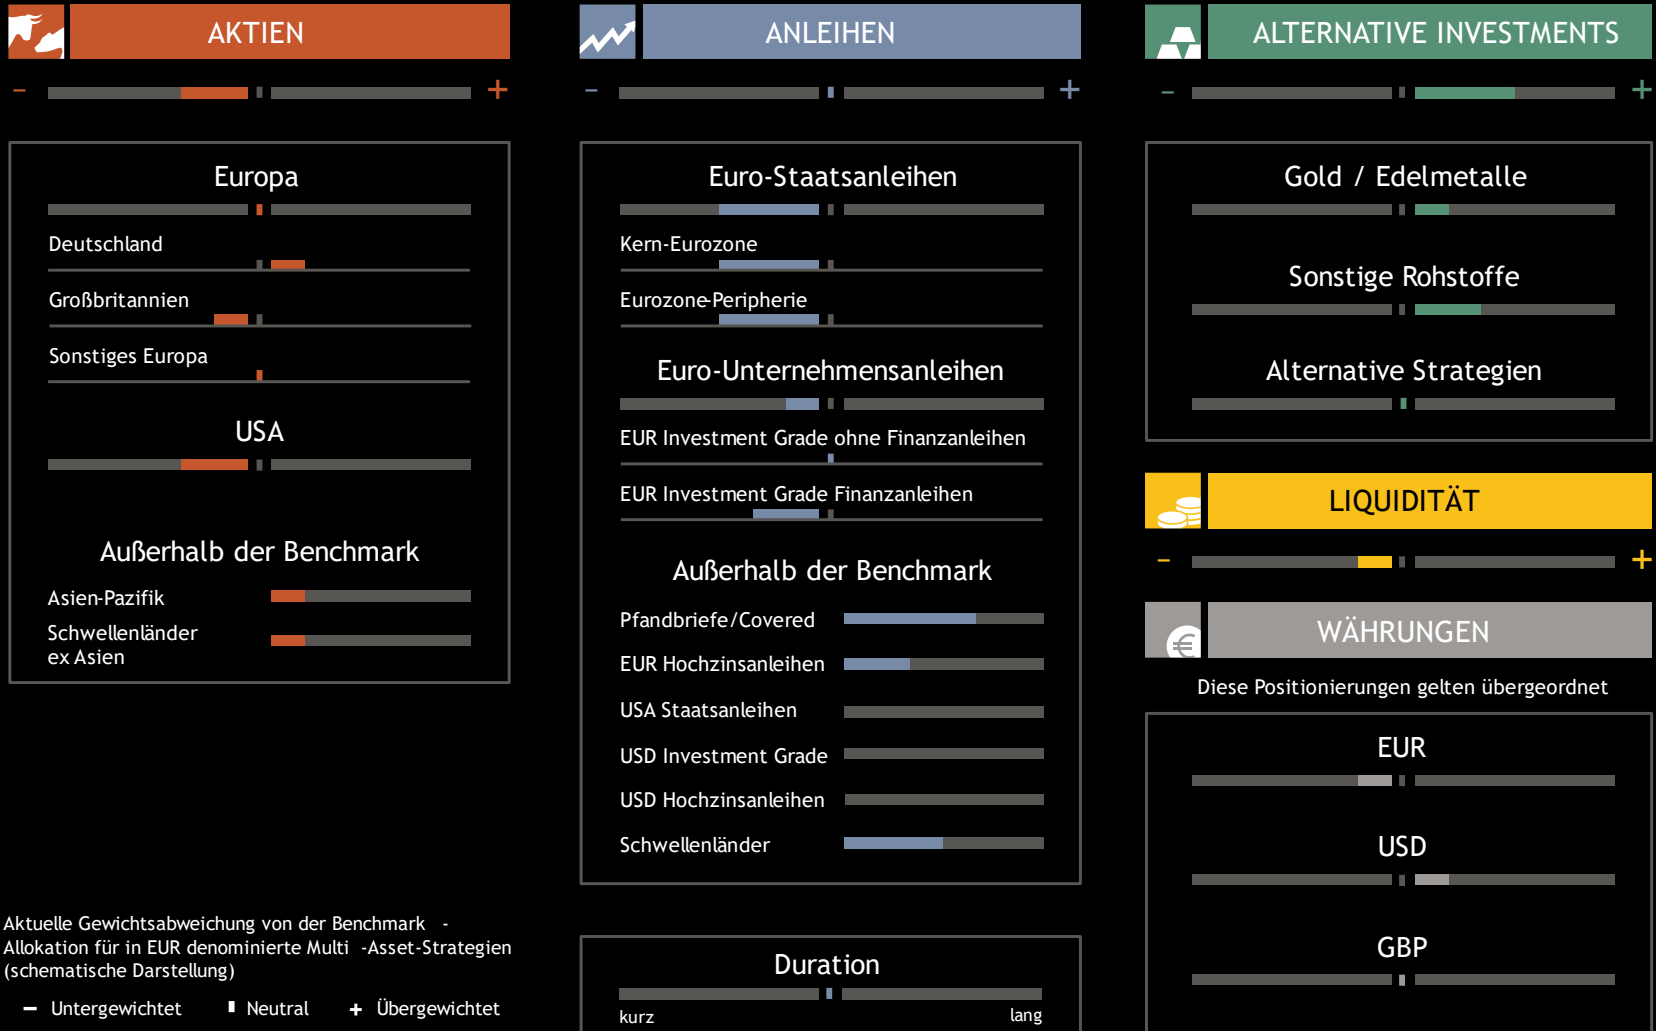 AKTIEN
- +
Europa
Deutschland
Großbritannien
Sonstiges Europa
USA
Außerhalb der Benchmark
Asien-Pazifik
Schwellenländer
ex Asien
Aktuelle Gewichtsabweichung von der Benchmark -
Allokation für in EUR denominierte Multi -Asset-Strategien
(schematische Darstellung)
– Untergewichtet Neutral + Übergewichtet
ANLEIHEN
- +
Euro-Staatsanleihen
Kern-Eurozone
Eurozone-Peripherie
Euro-Unternehmensanleihen
EUR Investment Grade ohne Finanzanleihen
EUR Investment Grade Finanzanleihen
Außerhalb der Benchmark
Pfandbriefe/Covered
EUR Hochzinsanleihen
USA Staatsanleihen
USD Investment Grade
USD Hochzinsanleihen
Schwellenländer
Duration
kurz lang
ALTERNATIVE INVESTMENTS
- +
Gold / Edelmetalle
Sonstige Rohstoffe
Alternative Strategien
LIQUIDITÄT
- +
€
WÄHRUNGEN
Diese Positionierungen gelten übergeordnet
EUR
USD
GBP